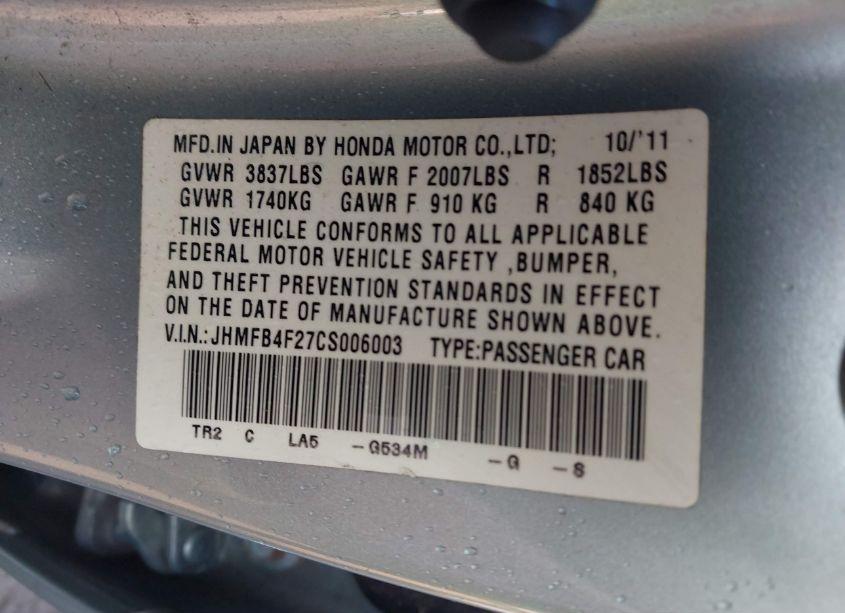 MFD.IN JAPAN BY HONDA MOTOR CO.,LTD; 10/'11
GVWR 3837LBS GAWR F 2007LBS R 1852LBS
GVWR 1740KG GAWR F 910 KG R 840 KG
THIS VEHICLE CONFORMS TO ALL APPLICABLE
FEDERAL MOTOR VEHICLE SAFETY ,BUMPER,
AND THEFT PREVENTION STANDARDS IN EFFECT
ON THE DATE OF MANUFACTURE SHOWN ABOVE.
V.I.N.:JHMFB4F27CS006003 TYPE:PASSENGER CAR
TR2 C LA5 -G534M -G -S